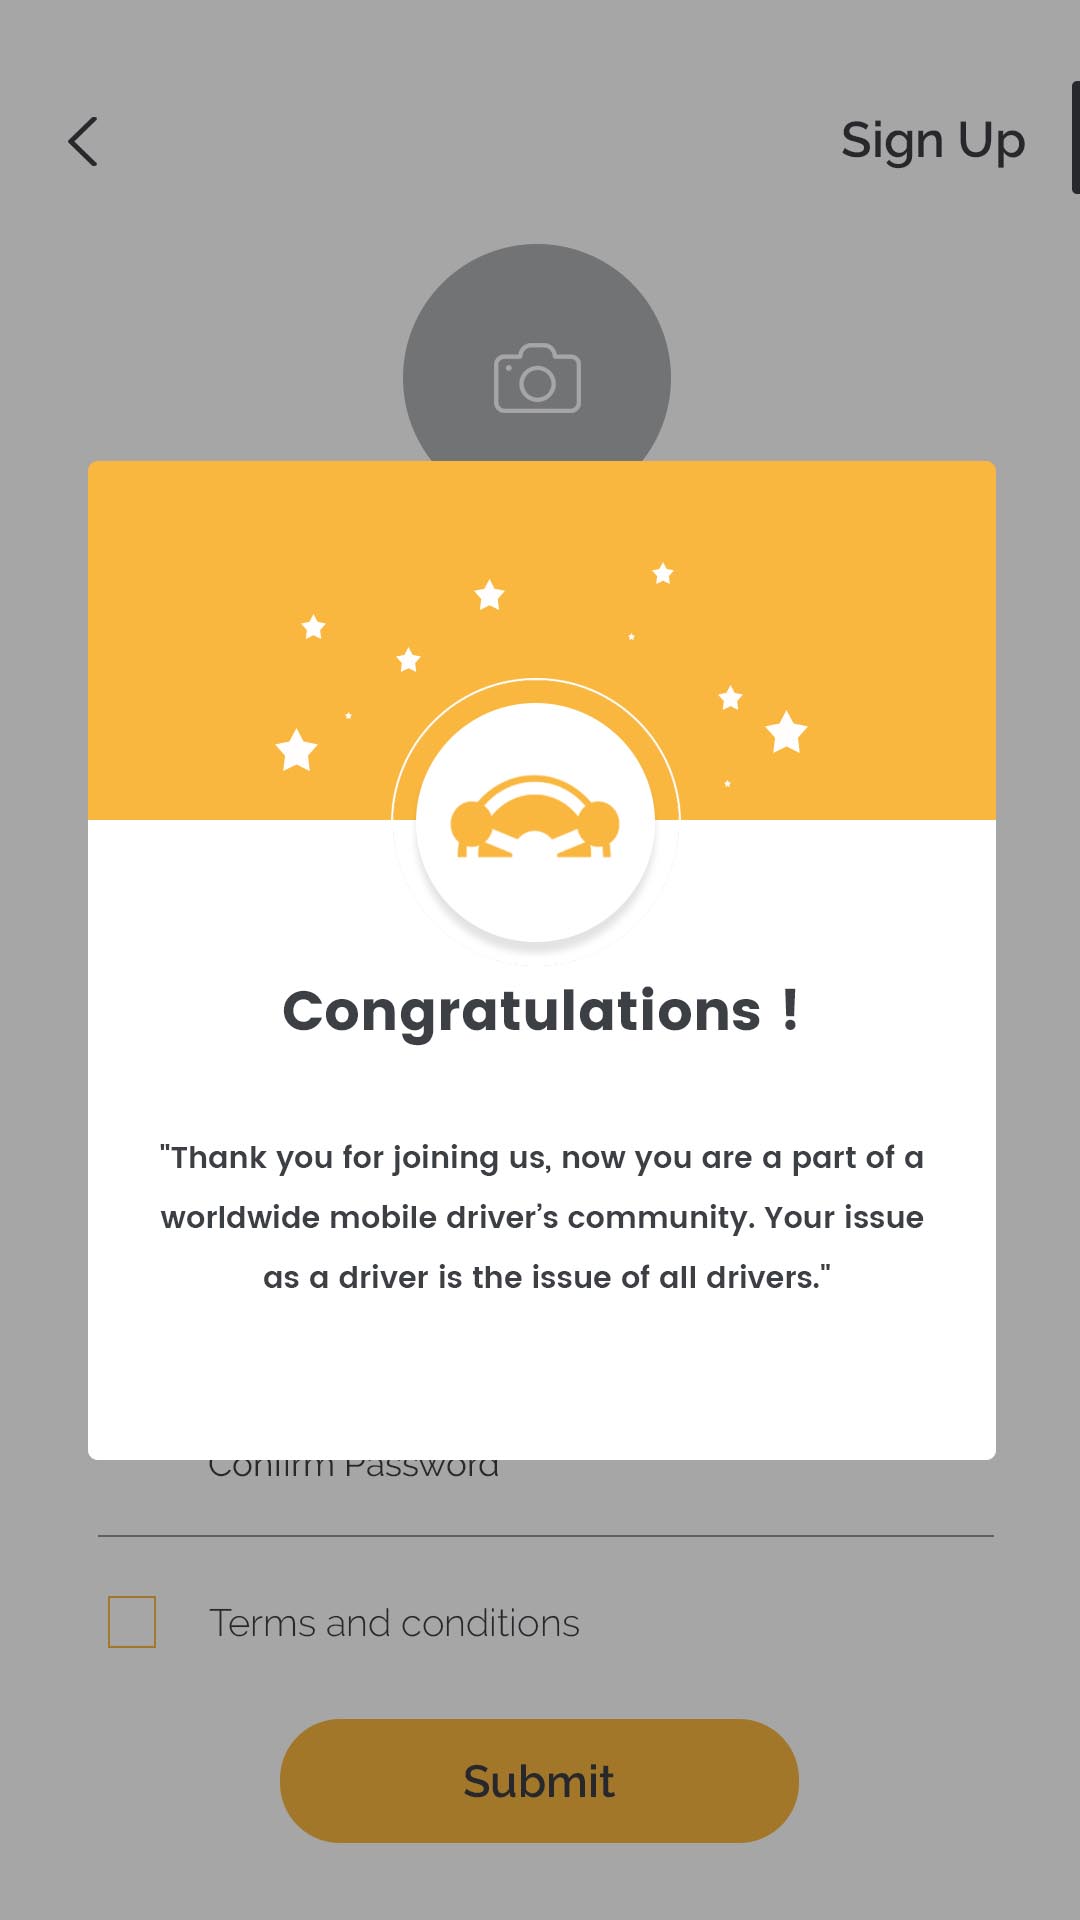 Sign Up
Congratulations !
"Thank you for joining us, now you are a part of a
worldwide mobile driver’s community. Your issue
as a driver is the issue of all drivers."
Confirm Password
Terms and conditions
Submit